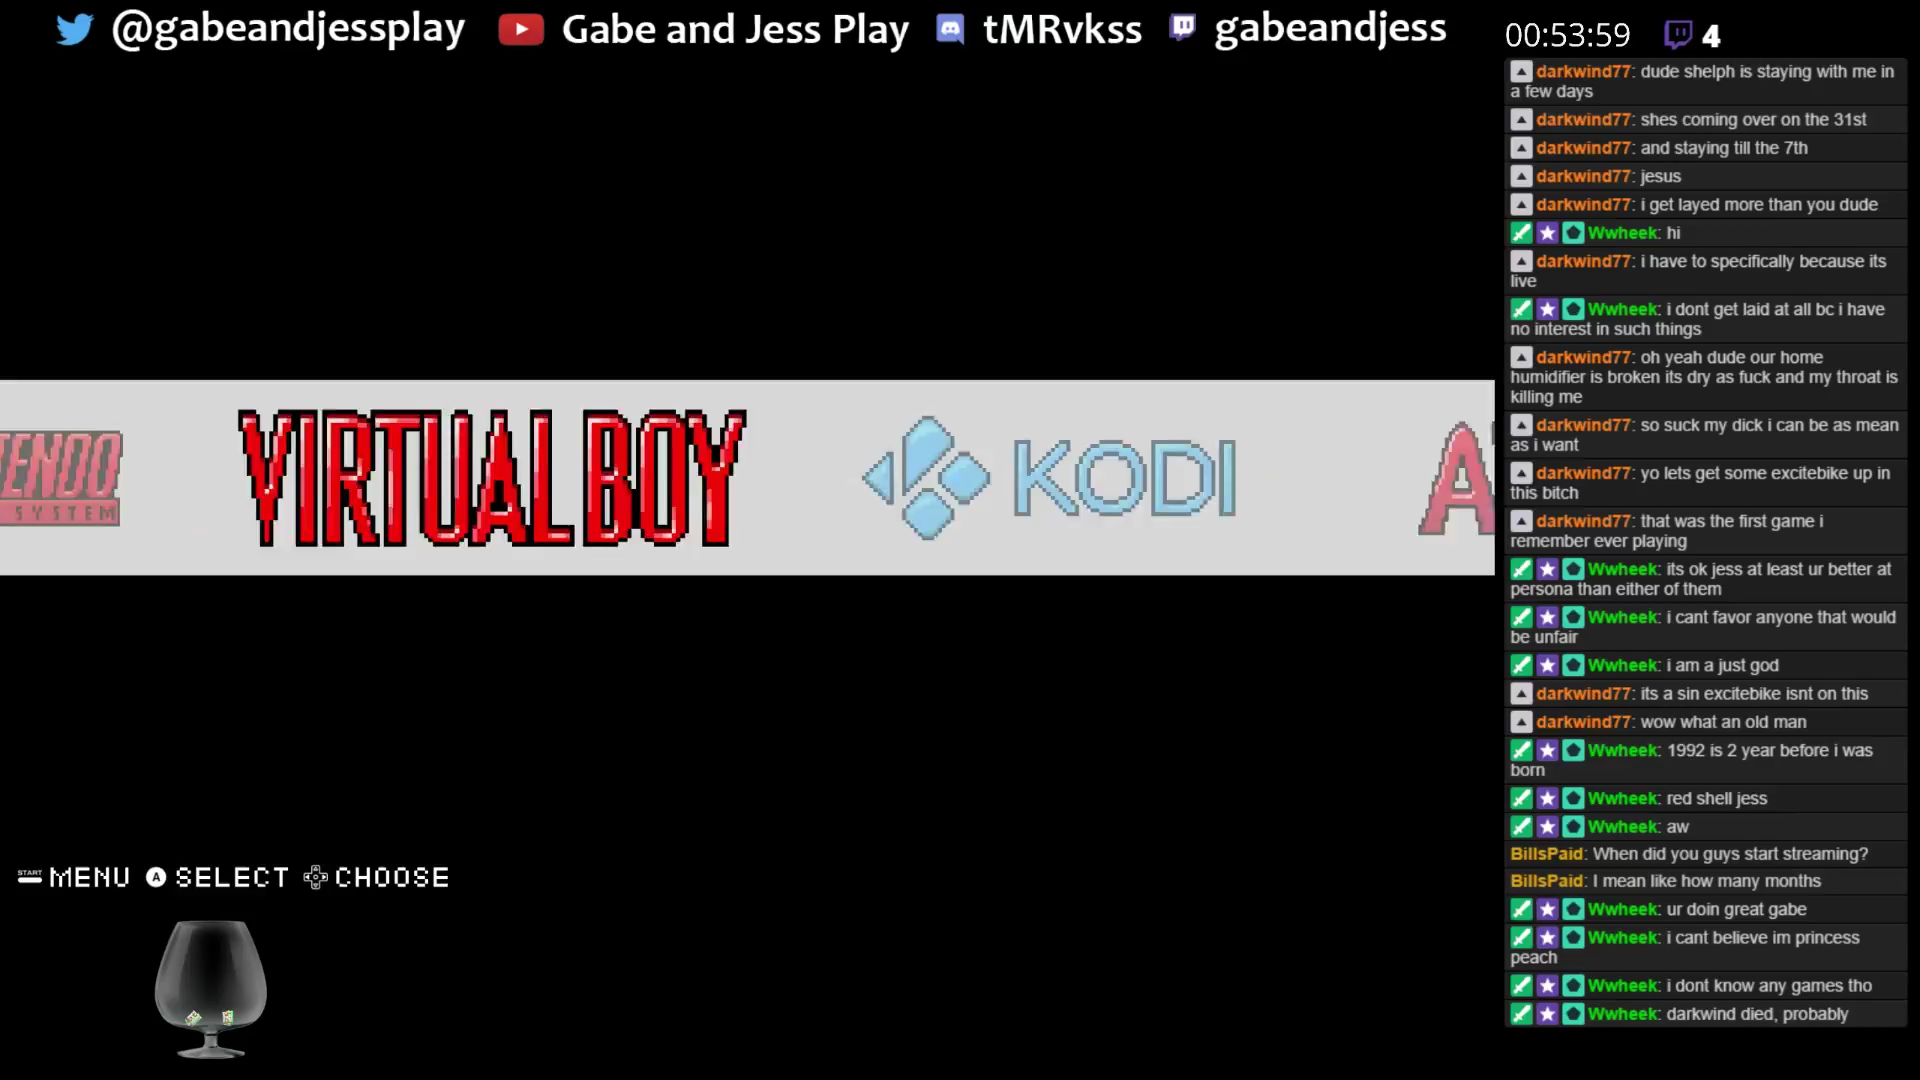 @gabeandjessplay Gabe and Jess Play tMRvkss gabeandjess
00:53:59 4
darkwind77: dude shelph is staying with me in
a few days
darkwind77: shes coming over on the 31st
darkwind77: and staying till the 7th
darkwind77: jesus
darkwind77: i get layed more than you dude
Wwheek: hi
darkwind77: i have to specifically because its
live
Wwheek: i dont get laid at all bc i have
no interest in such things
darkwind77: oh yeah dude our home
humidifier is broken its dry as fuck and my throat is
killing me
darkwind77: so suck my dick i can be as mean
as i want
darkwind77: yo lets get some excitebike up in
this bitch
darkwind77: that was the first game i
remember ever playing
Wwheek: its ok jess at least ur better at
persona than either of them
Wwheek: i cant favor anyone that would
be unfair
Wwheek: i am a just god
darkwind77: its a sin excitebike isnt on this
darkwind77: wow what an old man
Wwheek: 1992 is 2 year before i was
born
Wwheek: red shell jess
Wwheek: aw
BillsPaid: When did you guys start streaming?
BillsPaid: I mean like how many months
Wwheek: ur doin great gabe
Wwheek: i cant believe im princess
peach
Wwheek: i dont know any games tho
Wwheek: darkwind died, probably
VIRTUAL BOY KODI
SYSTEM
START MENU A SELECT CHOOSE